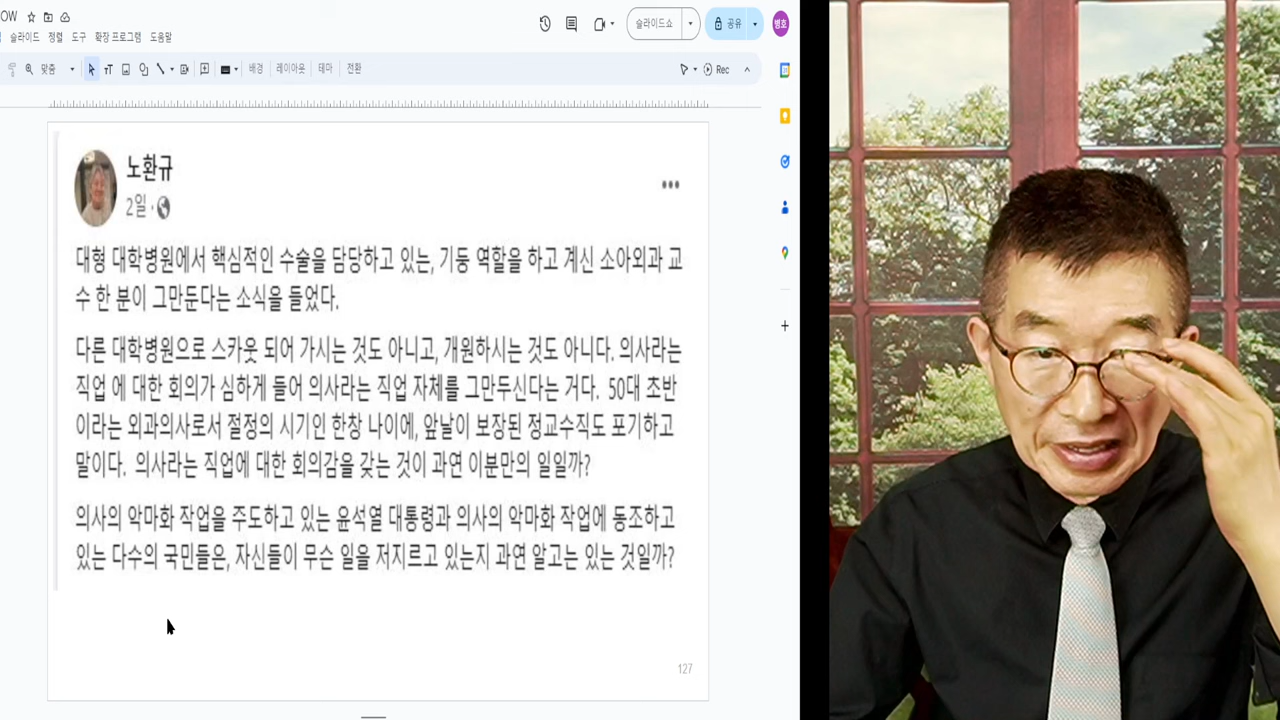 OW
슬라이드 정렬 도구 확장 프로그램 도움말
슬라이드쇼
공유
병호
맞춤
배경 레이아웃 테마 전환
Rec
노환규
2일
대형 대학병원에서 핵심적인 수술을 담당하고 있는, 기둥 역할을 하고 계신 소아외과 교
수 한 분이 그만둔다는 소식을 들었다.
다른 대학병원으로 스카웃 되어 가시는 것도 아니고, 개원하시는 것도 아니다. 의사라는
직업 에 대한 회의가 심하게 들어 의사라는 직업 자체를 그만두신다는 거다. 50대 초반
이라는 외과의사로서 절정의 시기인 한창 나이에, 앞날이 보장된 정교수직도 포기하고
말이다. 의사라는 직업에 대한 회의감을 갖는 것이 과연 이분만의 일일까?
의사의 악마화 작업을 주도하고 있는 윤석열 대통령과 의사의 악마화 작업에 동조하고
있는 다수의 국민들은, 자신들이 무슨 일을 저지르고 있는지 과연 알고는 있는 것일까?
127